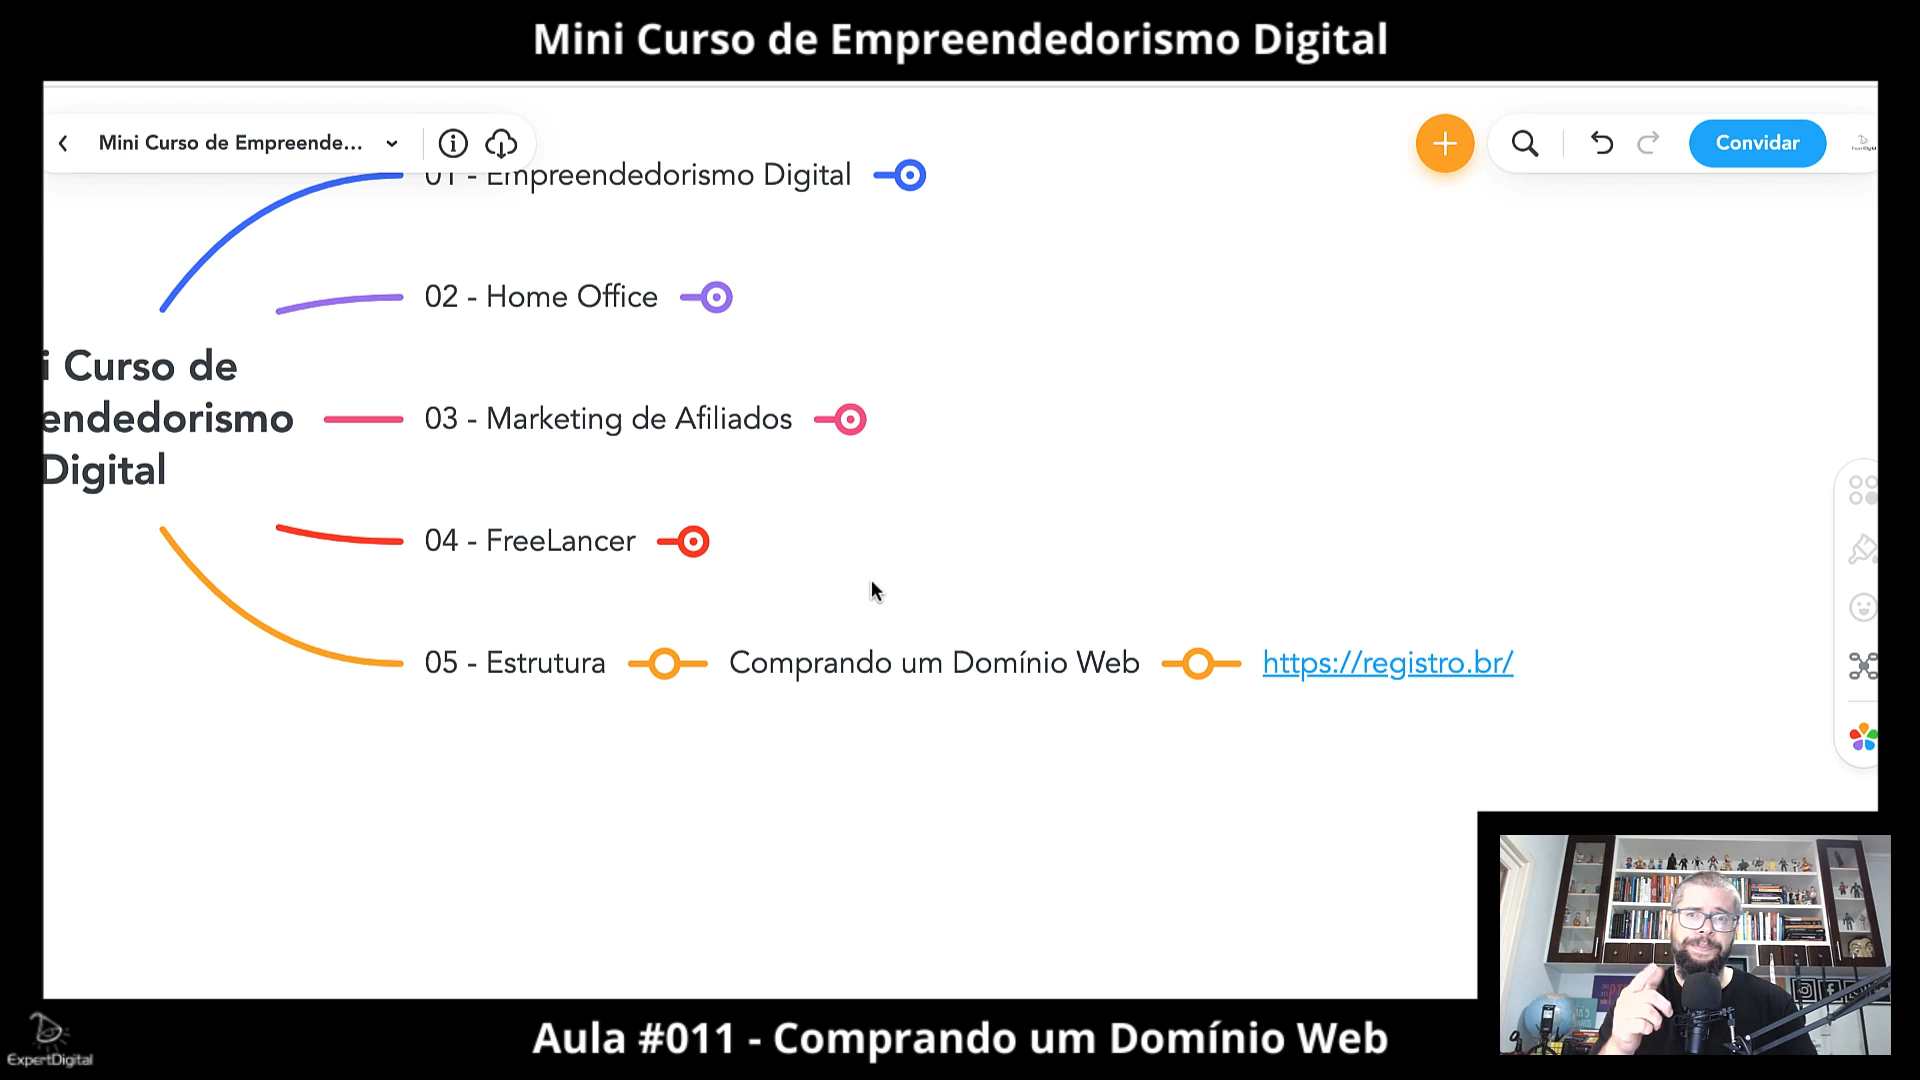 Mini Curso de Empreendedorismo Digital
Mini Curso de Empreende...
Convidar
01 - Empreendedorismo Digital
02 - Home Office
i Curso de
endedorismo
Digital
03 - Marketing de Afiliados
04 - FreeLancer
05 - Estrutura
Comprando um Domínio Web
https://registro.br/
ExpertDigital
Aula #011 - Comprando um Domínio Web